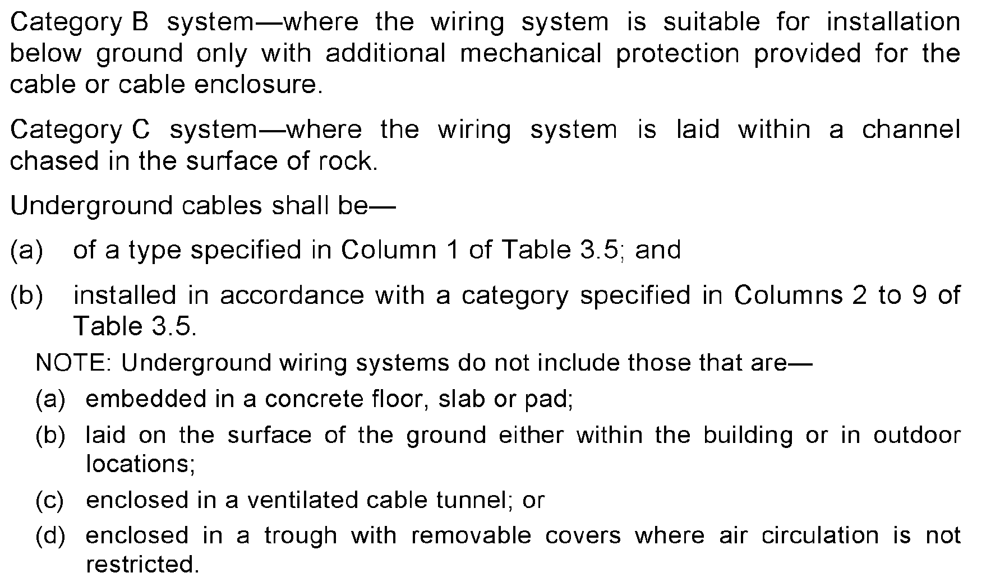 Category B system—where the wiring system is suitable for installation
below ground only with additional mechanical protection provided for the
cable or cable enclosure.
Category C system—where the wiring system is laid within a channel
chased in the surface of rock.
Underground cables shall be—
(a) of a type specified in Column 1 of Table 3.5; and
(b) installed in accordance with a category specified in Columns 2 to 9 of
Table 3.5.
NOTE: Underground wiring systems do not include those that are—
(a) embedded in a concrete floor, slab or pad;
(b) laid on the surface of the ground either within the building or in outdoor
locations;
(c) enclosed in a ventilated cable tunnel; or
(d) enclosed in a trough with removable covers where air circulation is not
restricted.